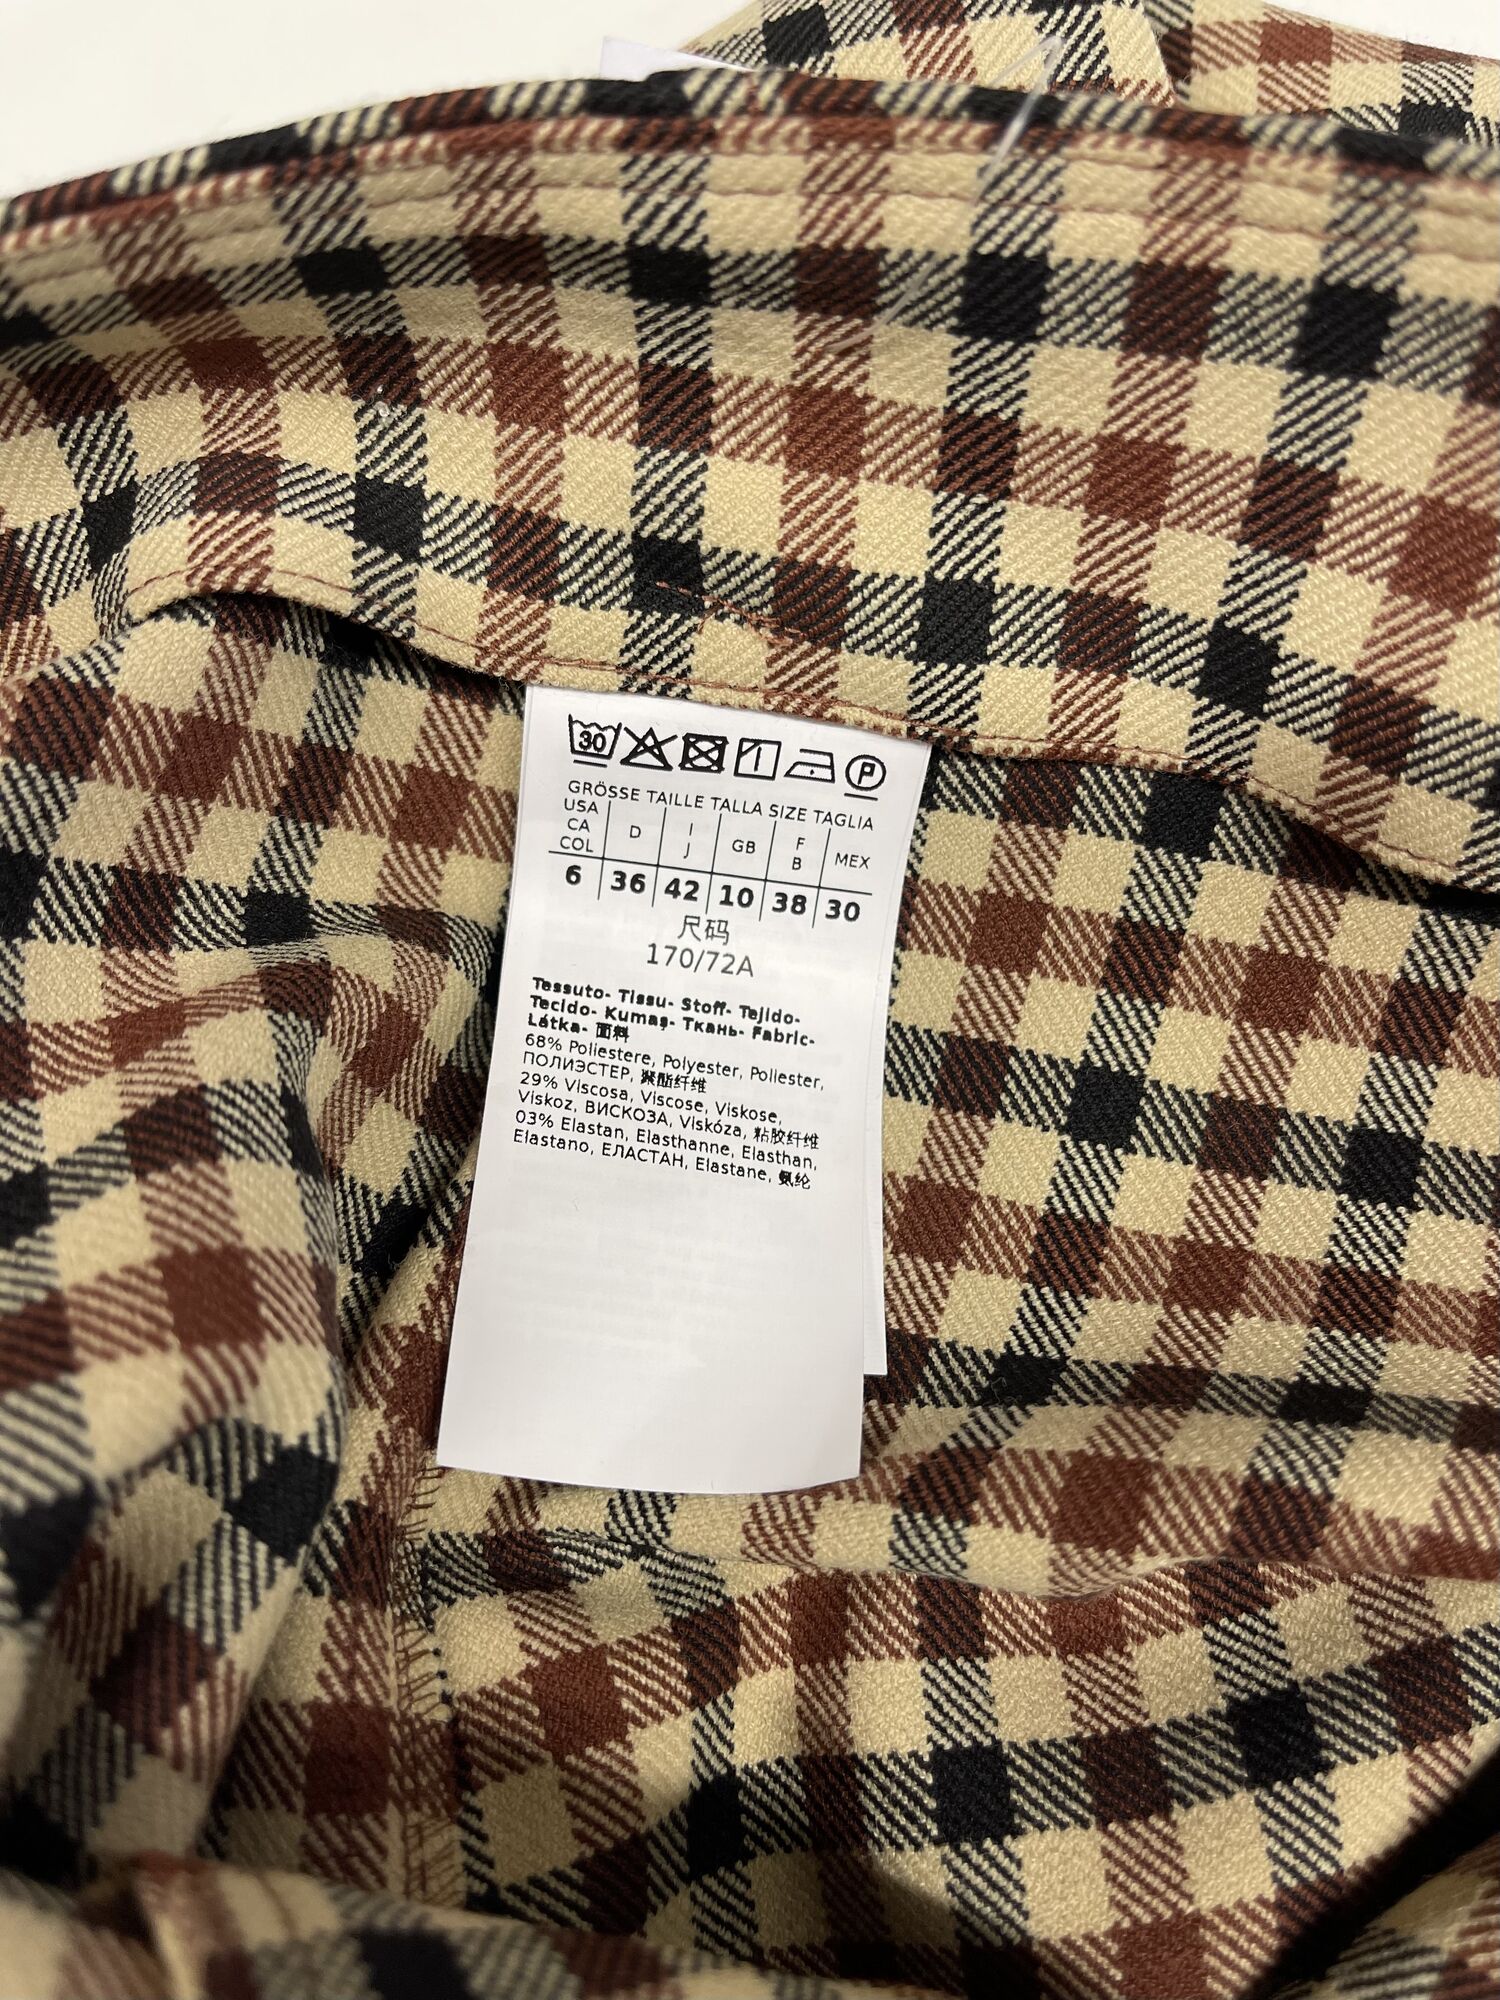 30 P
GRÖSSE TAILLE TALLA SIZE TAGLIA
USA CA COL D I J GB F B MEX
6 36 42 10 38 30
尺码
170/72A
Tessuto- Tissu- Stoff- Tejido-
Tecido- Kumaş- Ткань- Fabric-
Látka- 面料
68% Poliestere, Polyester, Poliester,
ПОЛИЭСТЕР, 聚酯纤维
29% Viscosa, Viscose, Viskose,
Viskoz, ВИСКОЗА, Viskóza, 粘胶纤维
03% Elastan, Elasthanne, Elasthan,
Elastano, ЕЛАСТАН, Elastane, 氨纶